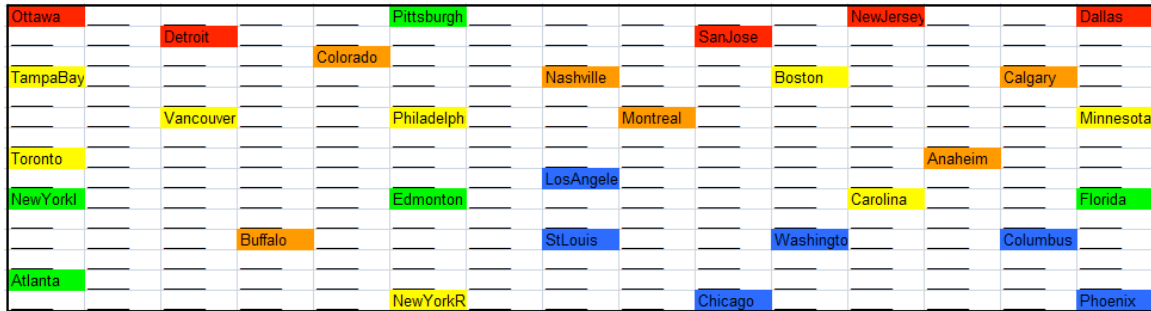 Ottawa Pittsburgh NewJersey Dallas
Detroit SanJose
Colorado
TampaBay Nashville Boston Calgary
Vancouver Philadelph Montreal Minnesota
Toronto Anaheim
LosAngele
NewYorkI Edmonton Carolina Florida
Buffalo StLouis Washingto Columbus
Atlanta
NewYorkR Chicago Phoenix